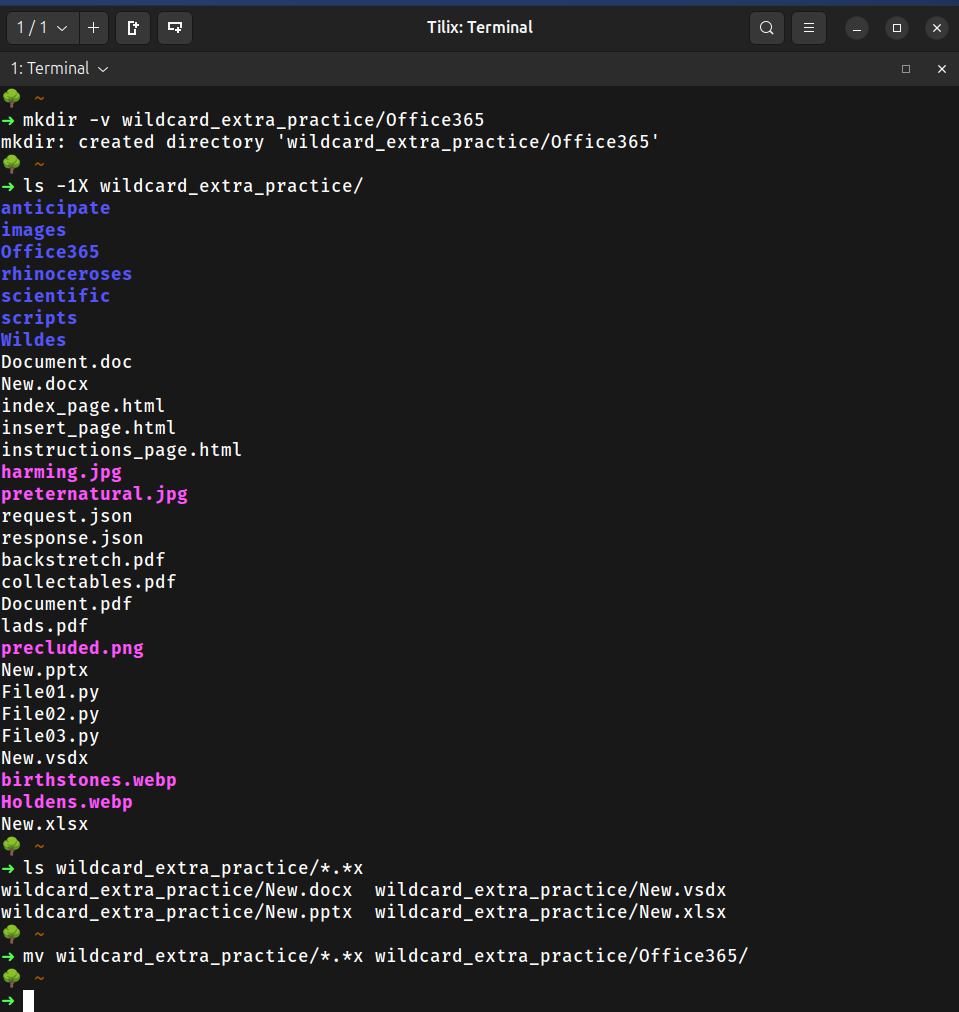 1 / 1
Tilix: Terminal
1: Terminal
~
➜ mkdir -v wildcard_extra_practice/Office365
mkdir: created directory 'wildcard_extra_practice/Office365'
~
➜ ls -1X wildcard_extra_practice/
anticipate
images
Office365
rhinoceroses
scientific
scripts
Wildes
Document.doc
New.docx
index_page.html
insert_page.html
instructions_page.html
harming.jpg
preternatural.jpg
request.json
response.json
backstretch.pdf
collectables.pdf
Document.pdf
lads.pdf
precluded.png
New.pptx
File01.py
File02.py
File03.py
New.vsdx
birthstones.webp
Holdens.webp
New.xlsx
~
➜ ls wildcard_extra_practice/*.*x
wildcard_extra_practice/New.docx  wildcard_extra_practice/New.vsdx
wildcard_extra_practice/New.pptx  wildcard_extra_practice/New.xlsx
~
➜ mv wildcard_extra_practice/*.*x wildcard_extra_practice/Office365/
~
➜